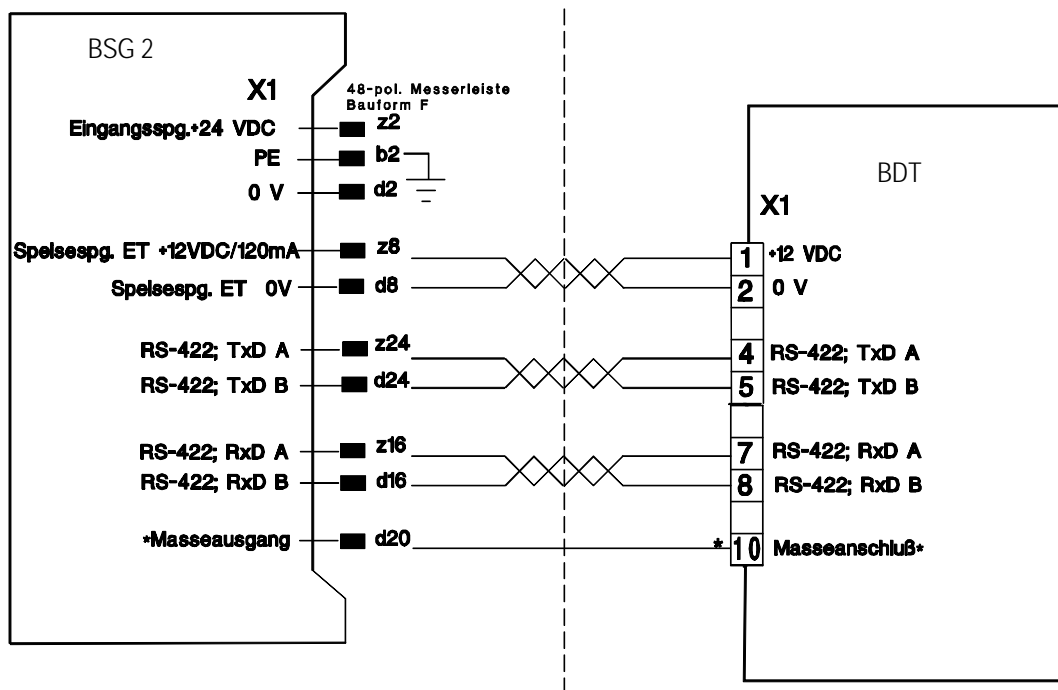 BSG 2
X1
48-pol. Messerleiste
Bauform F
Eingangsspg.+24 VDC
z2
PE
b2
0 V
d2
Speisespg. ET +12VDC/120mA
z8
Speisespg. ET 0V
d8
RS-422; TxD A
z24
RS-422; TxD B
d24
RS-422; RxD A
z16
RS-422; RxD B
d16
*Masseausgang
d20
BDT
X1
1
+12 VDC
2
0 V
4
RS-422; TxD A
5
RS-422; TxD B
7
RS-422; RxD A
8
RS-422; RxD B
*
10
Masseanschluß*